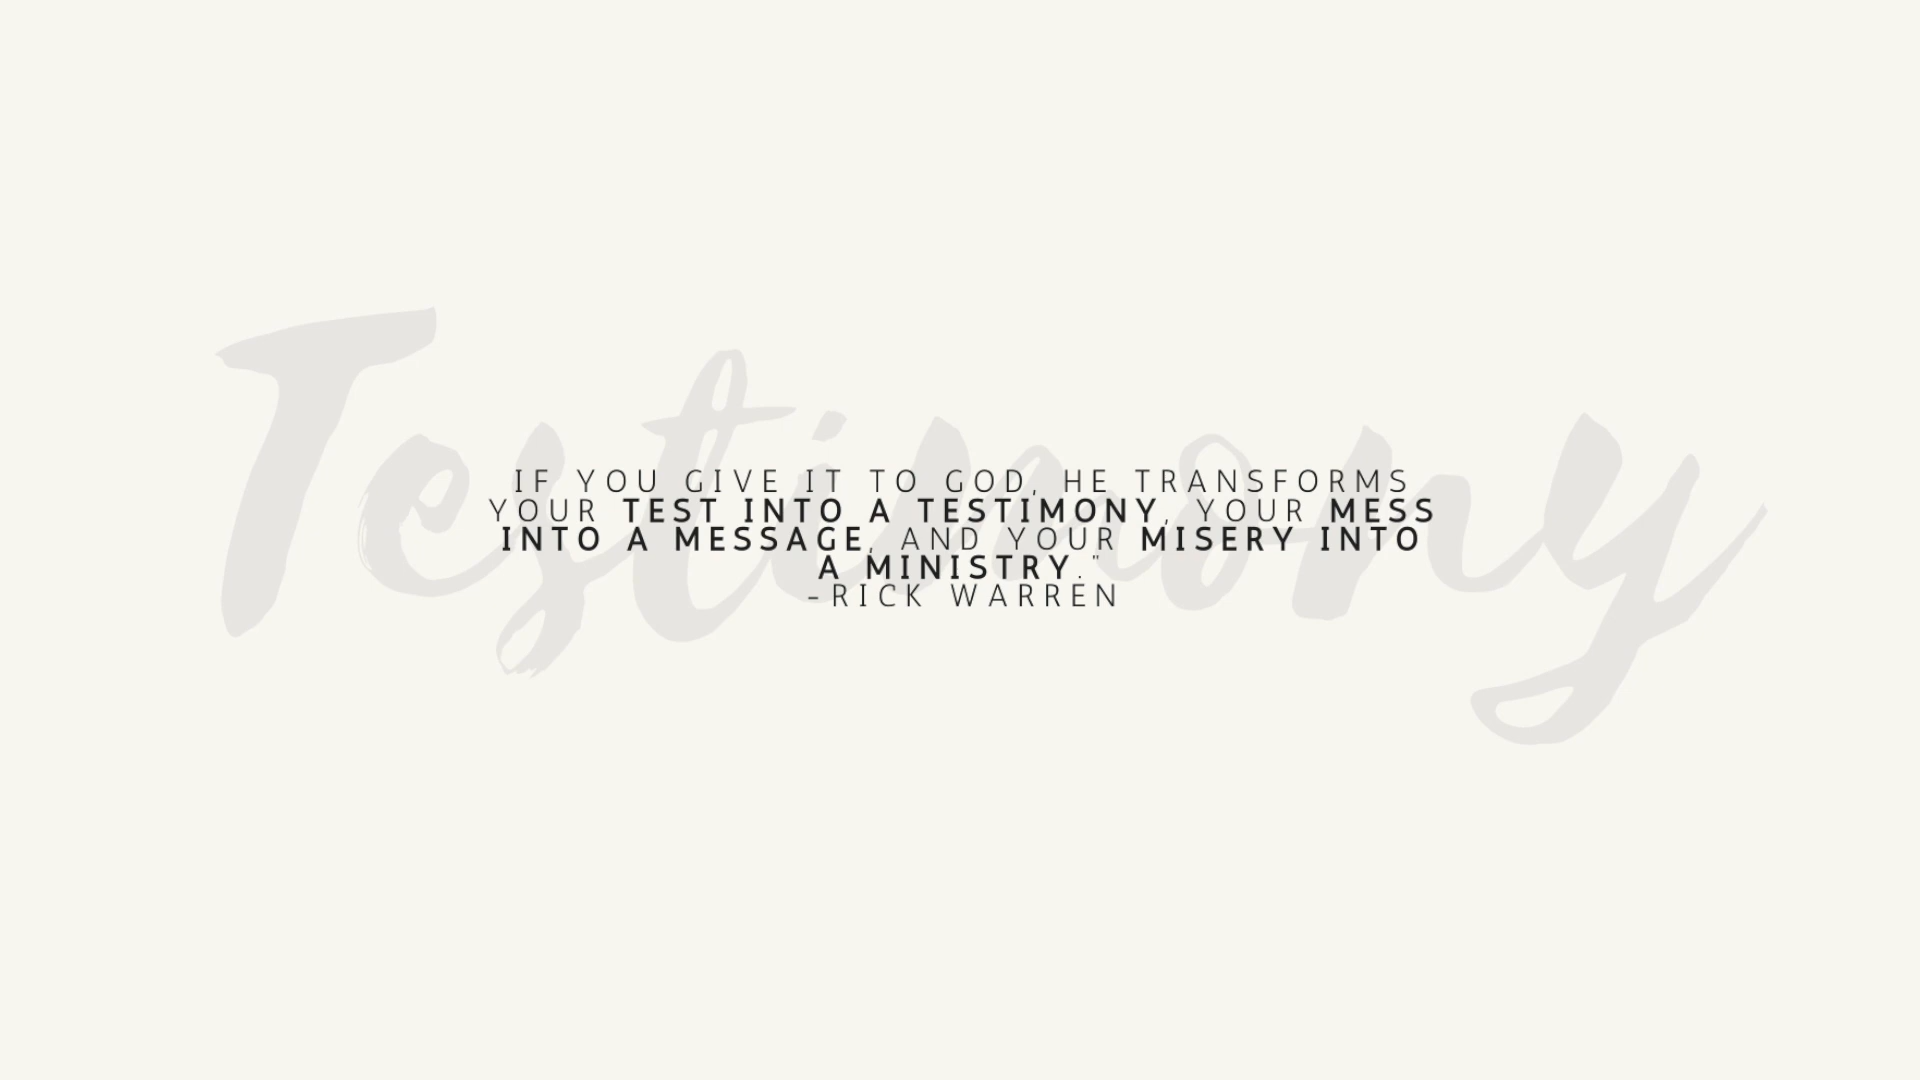 Testimony
IF YOU GIVE IT TO GOD, HE TRANSFORMS
YOUR TEST INTO A TESTIMONY, YOUR MESS
INTO A MESSAGE, AND YOUR MISERY INTO
A MINISTRY."
-RICK WARREN